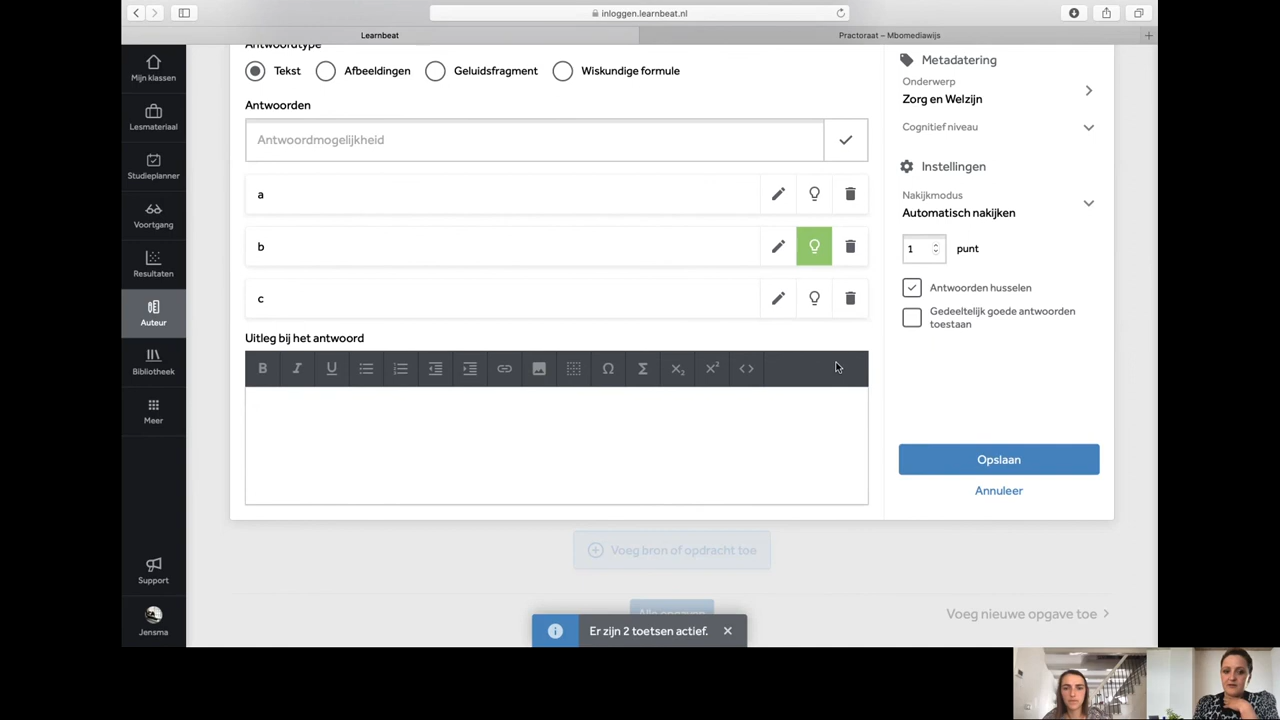 inloggen.learnbeat.nl
Learnbeat
Practoraat – Mbomediawijs
Mijn klassen
Lesmateriaal
Studieplanner
Voortgang
Resultaten
Auteur
Bibliotheek
Meer
Support
Jensma
Antwoordtype
Tekst
Afbeeldingen
Geluidsfragment
Wiskundige formule
Antwoorden
Antwoordmogelijkheid
a
b
c
Uitleg bij het antwoord
B I U Ω Σ X₂ X² <>
Metadatering
Onderwerp
Zorg en Welzijn
Cognitief niveau
Instellingen
Nakijkmodus
Automatisch nakijken
1 punt
Antwoorden husselen
Gedeeltelijk goede antwoorden
toestaan
Opslaan
Annuleer
Voeg bron of opdracht toe
Voeg nieuwe opgave toe
Er zijn 2 toetsen actief.